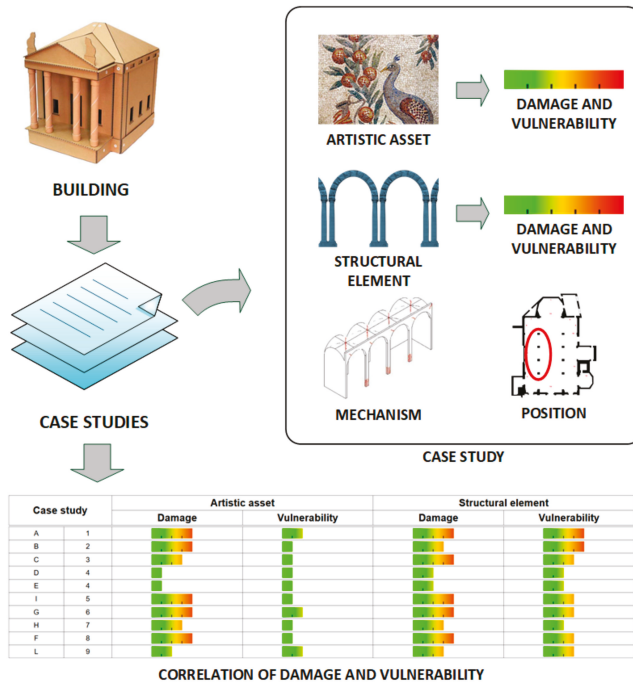 BUILDING
CASE STUDIES
ARTISTIC ASSET
DAMAGE AND
VULNERABILITY
STRUCTURAL
ELEMENT
DAMAGE AND
VULNERABILITY
MECHANISM
POSITION
CASE STUDY
Case study Artistic asset Structural element
Damage Vulnerability Damage Vulnerability
A 1
B 2
C 3
D 4
E 4
I 5
G 6
H 7
F 8
L 9
CORRELATION OF DAMAGE AND VULNERABILITY